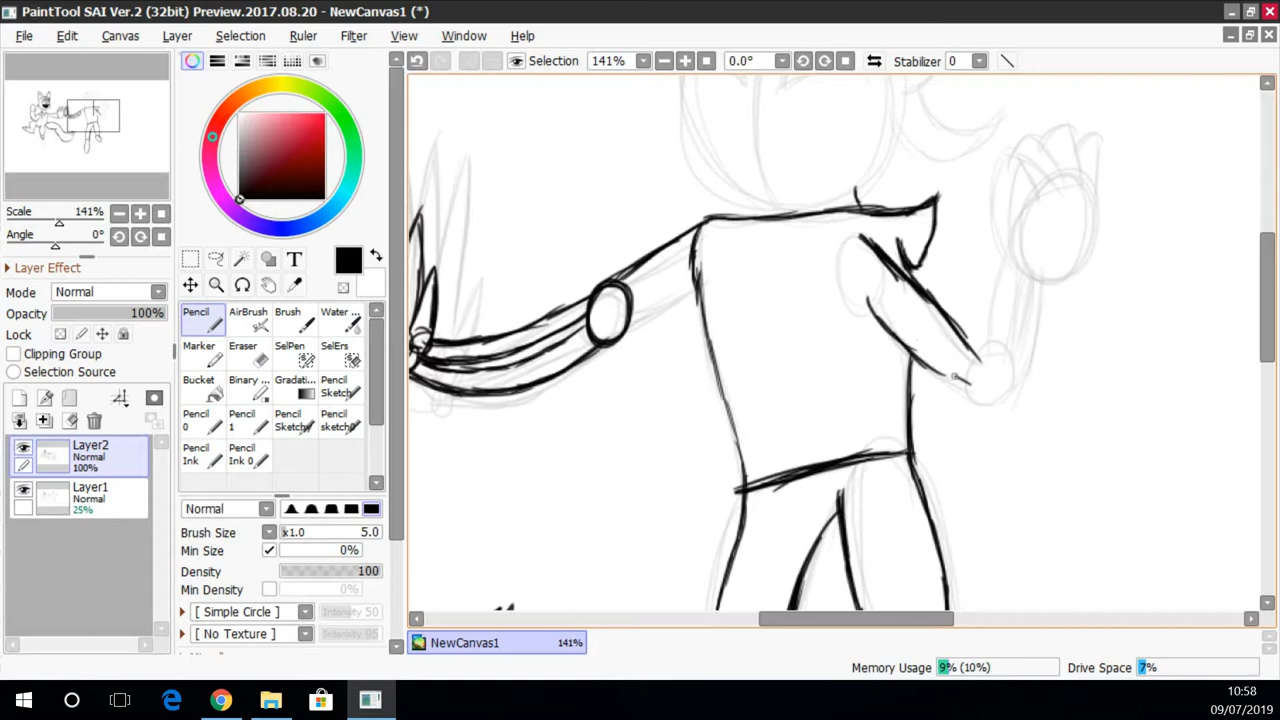 PaintTool SAI Ver.2 (32bit) Preview.2017.08.20 - NewCanvas1 (*)
File Edit Canvas Layer Selection Ruler Filter View Window Help
Selection 141% 0.0° Stabilizer 0
Scale 141%
Angle 0°
Layer Effect
Mode Normal
Opacity 100%
Lock
Clipping Group
Selection Source
Layer2
Normal
100%
Layer1
Normal
25%
T
Pencil AirBrush Brush Water ...
Marker Eraser SelPen SelErs
Bucket Binary ... Gradati... Pencil Sketch
Pencil 0 Pencil 1 Pencil Sketchy Pencil sketch0
Pencil Ink Pencil Ink 0
Normal
Brush Size x1.0 5.0
Min Size 0%
Density 100
Min Density 0%
[ Simple Circle ] Intensity 50
[ No Texture ] Intensity 95
NewCanvas1 141%
Memory Usage 9% (10%) Drive Space 7%
10:58
09/07/2019